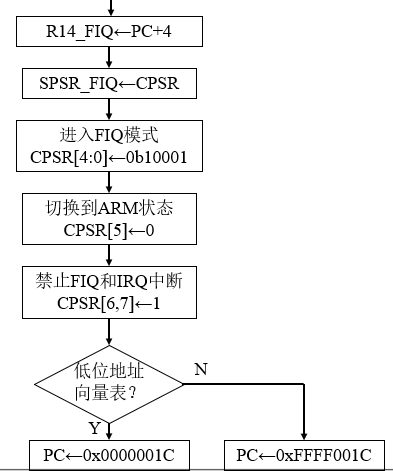 R14_FIQ←PC+4
SPSR_FIQ←CPSR
进入FIQ模式
CPSR[4:0]←0b10001
切换到ARM状态
CPSR[5]←0
禁止FIQ和IRQ中断
CPSR[6,7]←1
低位地址
向量表？
N
Y
PC←0x0000001C
PC←0xFFFF001C